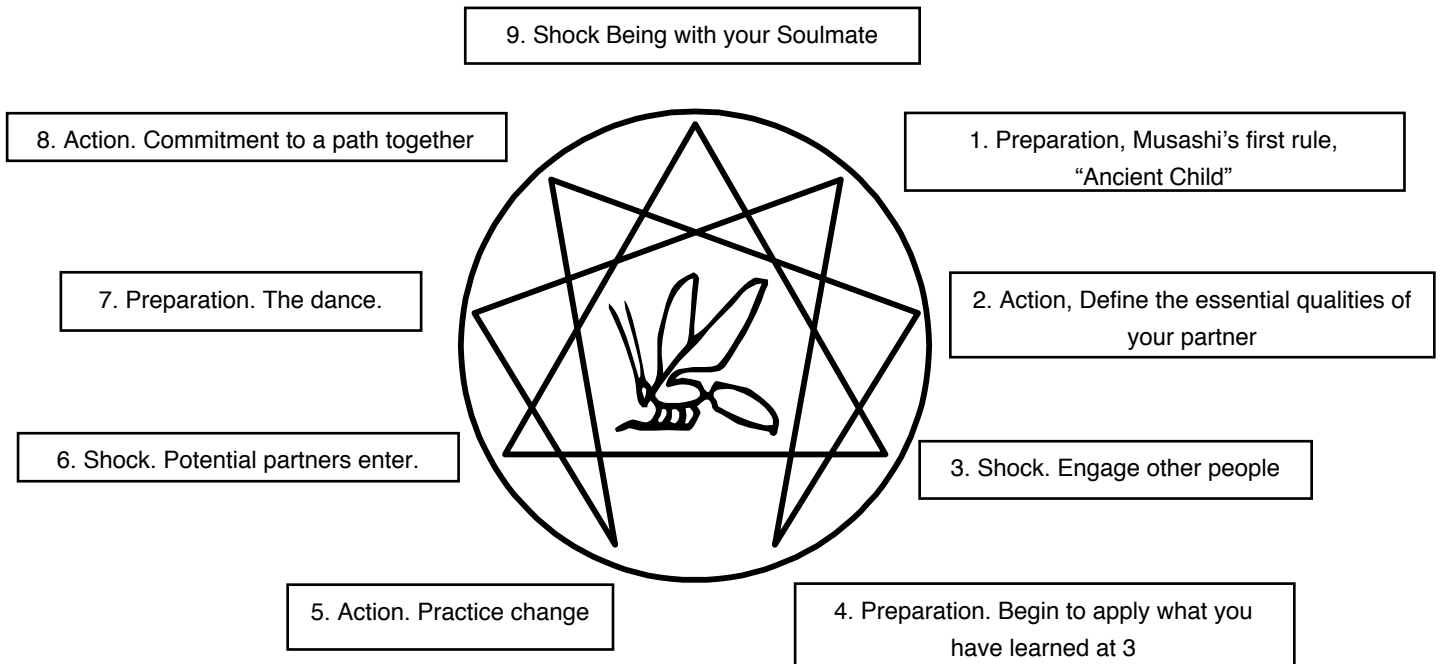 9. Shock Being with your Soulmate
8. Action. Commitment to a path together
1. Preparation, Musashi’s first rule,
“Ancient Child”
7. Preparation. The dance.
2. Action, Define the essential qualities of
your partner
6. Shock. Potential partners enter.
3. Shock. Engage other people
5. Action. Practice change
4. Preparation. Begin to apply what you
have learned at 3